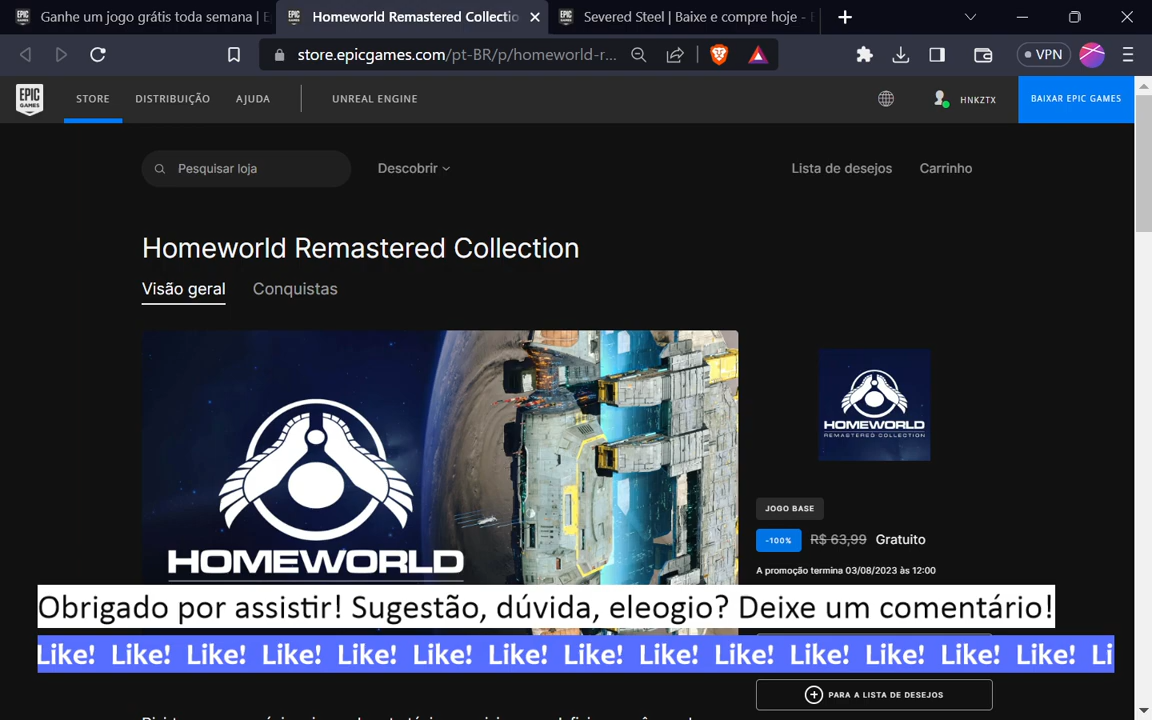 Ganhe um jogo grátis toda semana |
Homeworld Remastered Collectio
Severed Steel | Baixe e compre hoje -
store.epicgames.com/pt-BR/p/homeworld-r...
VPN
EPIC
GAMES
STORE
DISTRIBUIÇÃO
AJUDA
UNREAL ENGINE
HNKZTX
BAIXAR EPIC GAMES
Pesquisar loja
Descobrir
Lista de desejos
Carrinho
Homeworld Remastered Collection
Visão geral
Conquistas
HOMEWORLD
HOMEWORLD
REMASTERED COLLECTION
JOGO BASE
-100% R$ 63,99 Gratuito
A promoção termina 03/08/2023 às 12:00
Obrigado por assistir! Sugestão, dúvida, eleogio? Deixe um comentário!
Like! Like! Like! Like! Like! Like! Like! Like! Like! Like! Like! Like! Like! Like! Li
PARA A LISTA DE DESEJOS